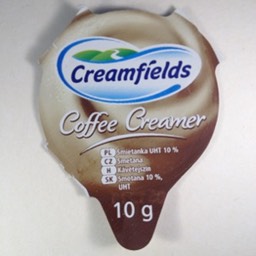 Creamfields
Coffee Creamer
PL Śmietanka UHT 10 %
CZ Smetana
H Kávétejszín
SK Smotana 10 %,
UHT
10 g